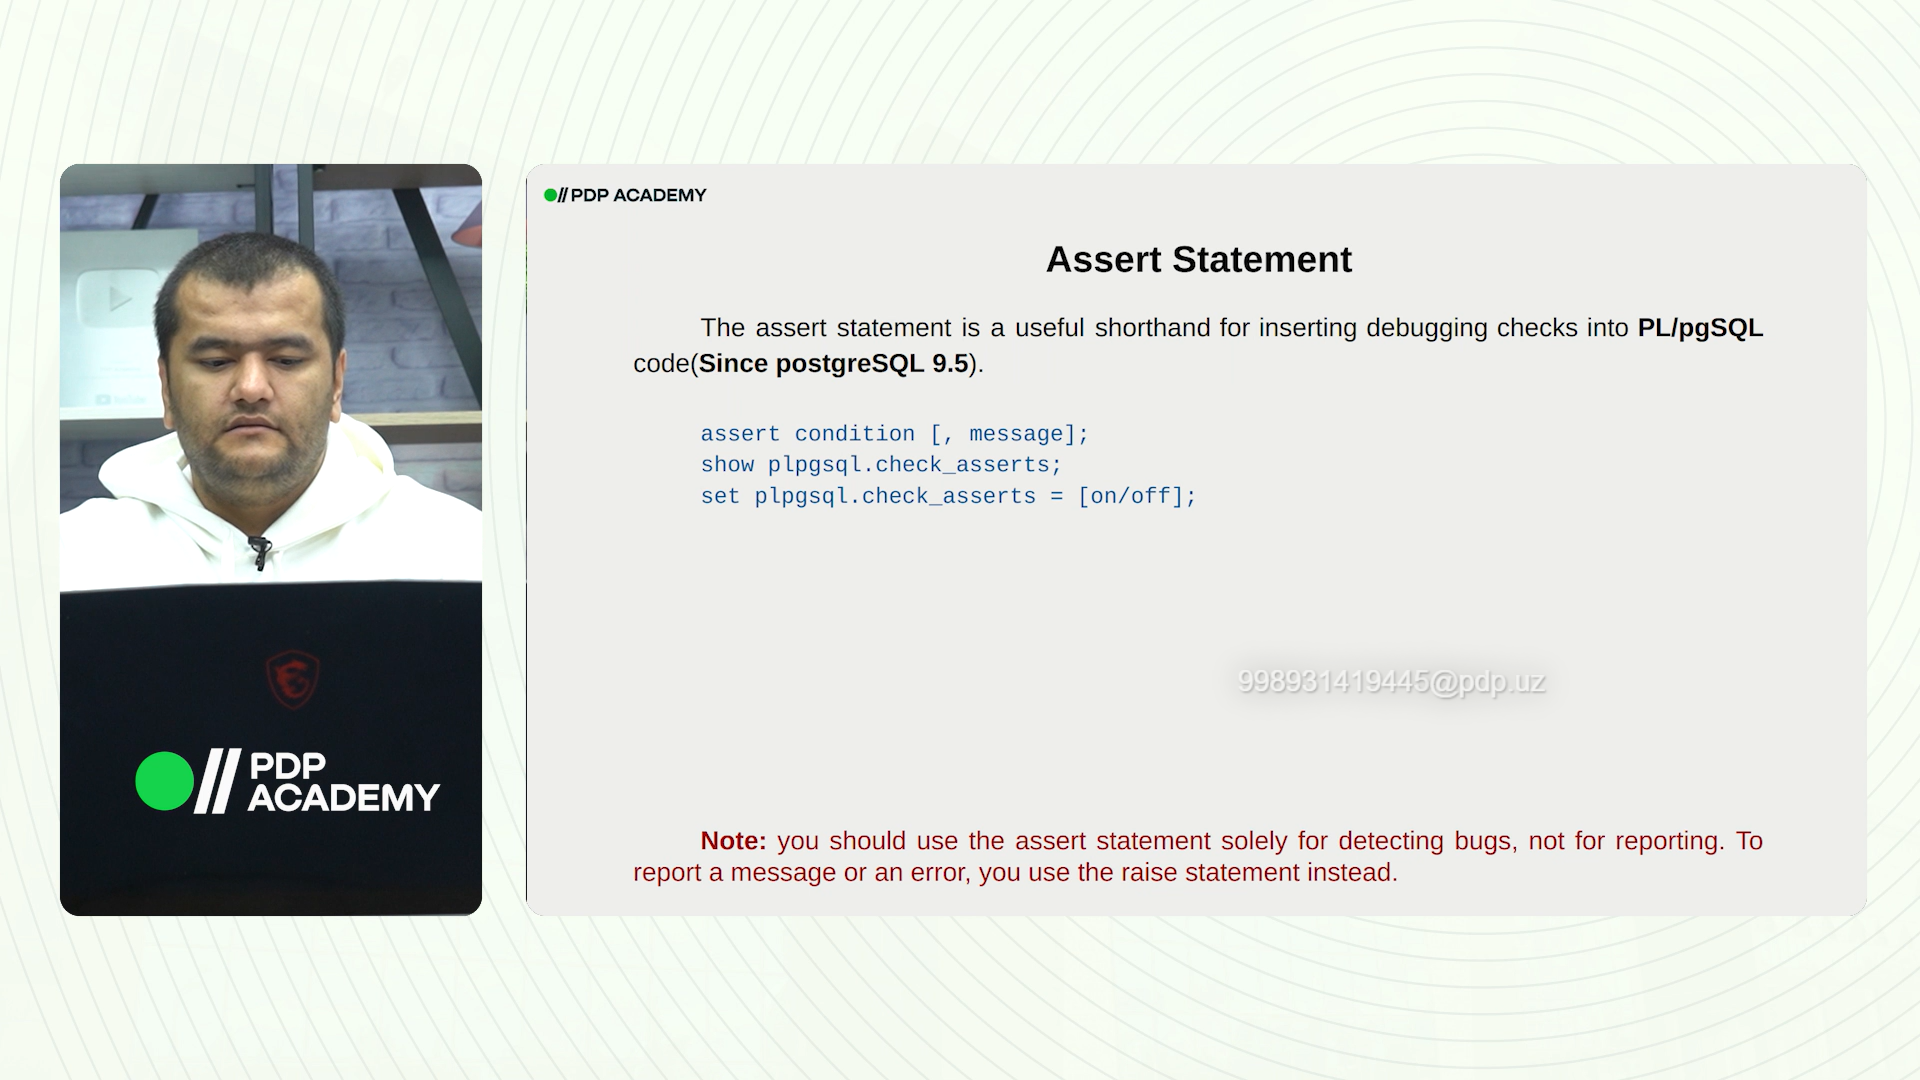 PDP ACADEMY
Assert Statement
The assert statement is a useful shorthand for inserting debugging checks into PL/pgSQL
code(Since postgreSQL 9.5).
assert condition [, message];
show plpgsql.check_asserts;
set plpgsql.check_asserts = [on/off];
998931419445@pdp.uz
Note: you should use the assert statement solely for detecting bugs, not for reporting. To
report a message or an error, you use the raise statement instead.
PDP
ACADEMY